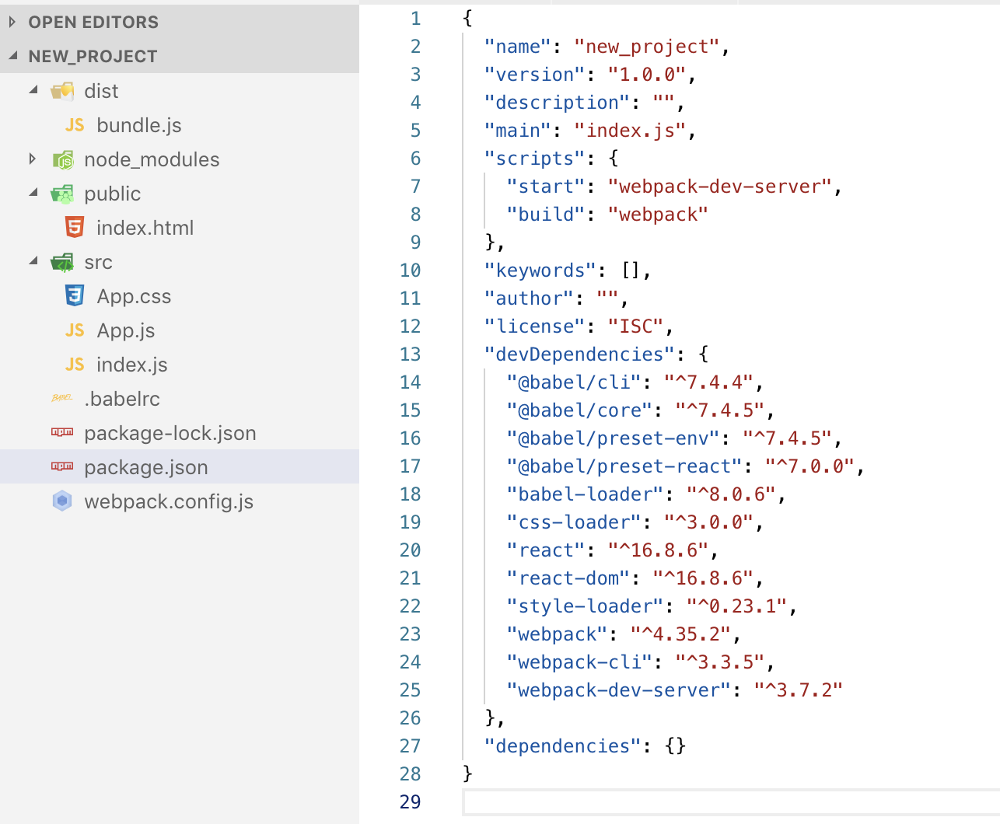 OPEN EDITORS
NEW_PROJECT
dist
JS bundle.js
node_modules
public
5 index.html
src
3 App.css
JS App.js
JS index.js
BABEL .babelrc
npm package-lock.json
npm package.json
webpack.config.js
1 {
2 "name": "new_project",
3 "version": "1.0.0",
4 "description": "",
5 "main": "index.js",
6 "scripts": {
7 "start": "webpack-dev-server",
8 "build": "webpack"
9 },
10 "keywords": [],
11 "author": "",
12 "license": "ISC",
13 "devDependencies": {
14 "@babel/cli": "^7.4.4",
15 "@babel/core": "^7.4.5",
16 "@babel/preset-env": "^7.4.5",
17 "@babel/preset-react": "^7.0.0",
18 "babel-loader": "^8.0.6",
19 "css-loader": "^3.0.0",
20 "react": "^16.8.6",
21 "react-dom": "^16.8.6",
22 "style-loader": "^0.23.1",
23 "webpack": "^4.35.2",
24 "webpack-cli": "^3.3.5",
25 "webpack-dev-server": "^3.7.2"
26 },
27 "dependencies": {}
28 }
29